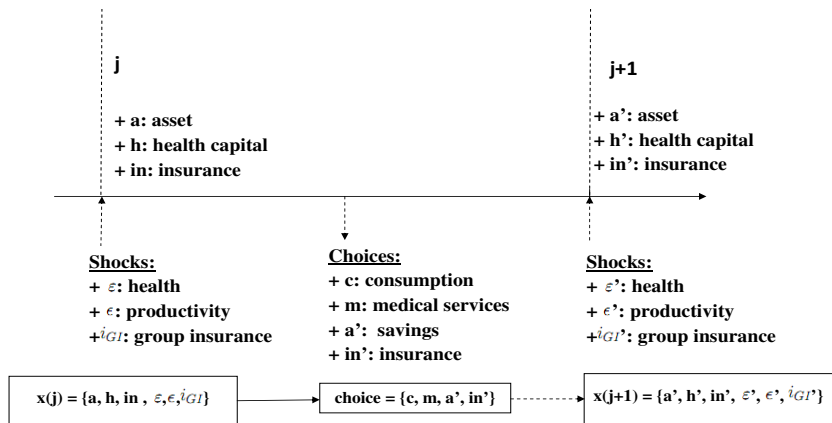 j
+ a: asset
+ h: health capital
+ in: insurance
j+1
+ a’: asset
+ h’: health capital
+ in’: insurance
Shocks:
+ ε: health
+ ϵ: productivity
+i_GI: group insurance
Choices:
+ c: consumption
+ m: medical services
+ a’: savings
+ in’: insurance
Shocks:
+ ε’: health
+ ϵ’: productivity
+i_GI’: group insurance
x(j) = {a, h, in , ε,ϵ,i_GI}
choice = {c, m, a’, in’}
x(j+1) = {a’, h’, in’, ε’, ϵ’, i_GI’}